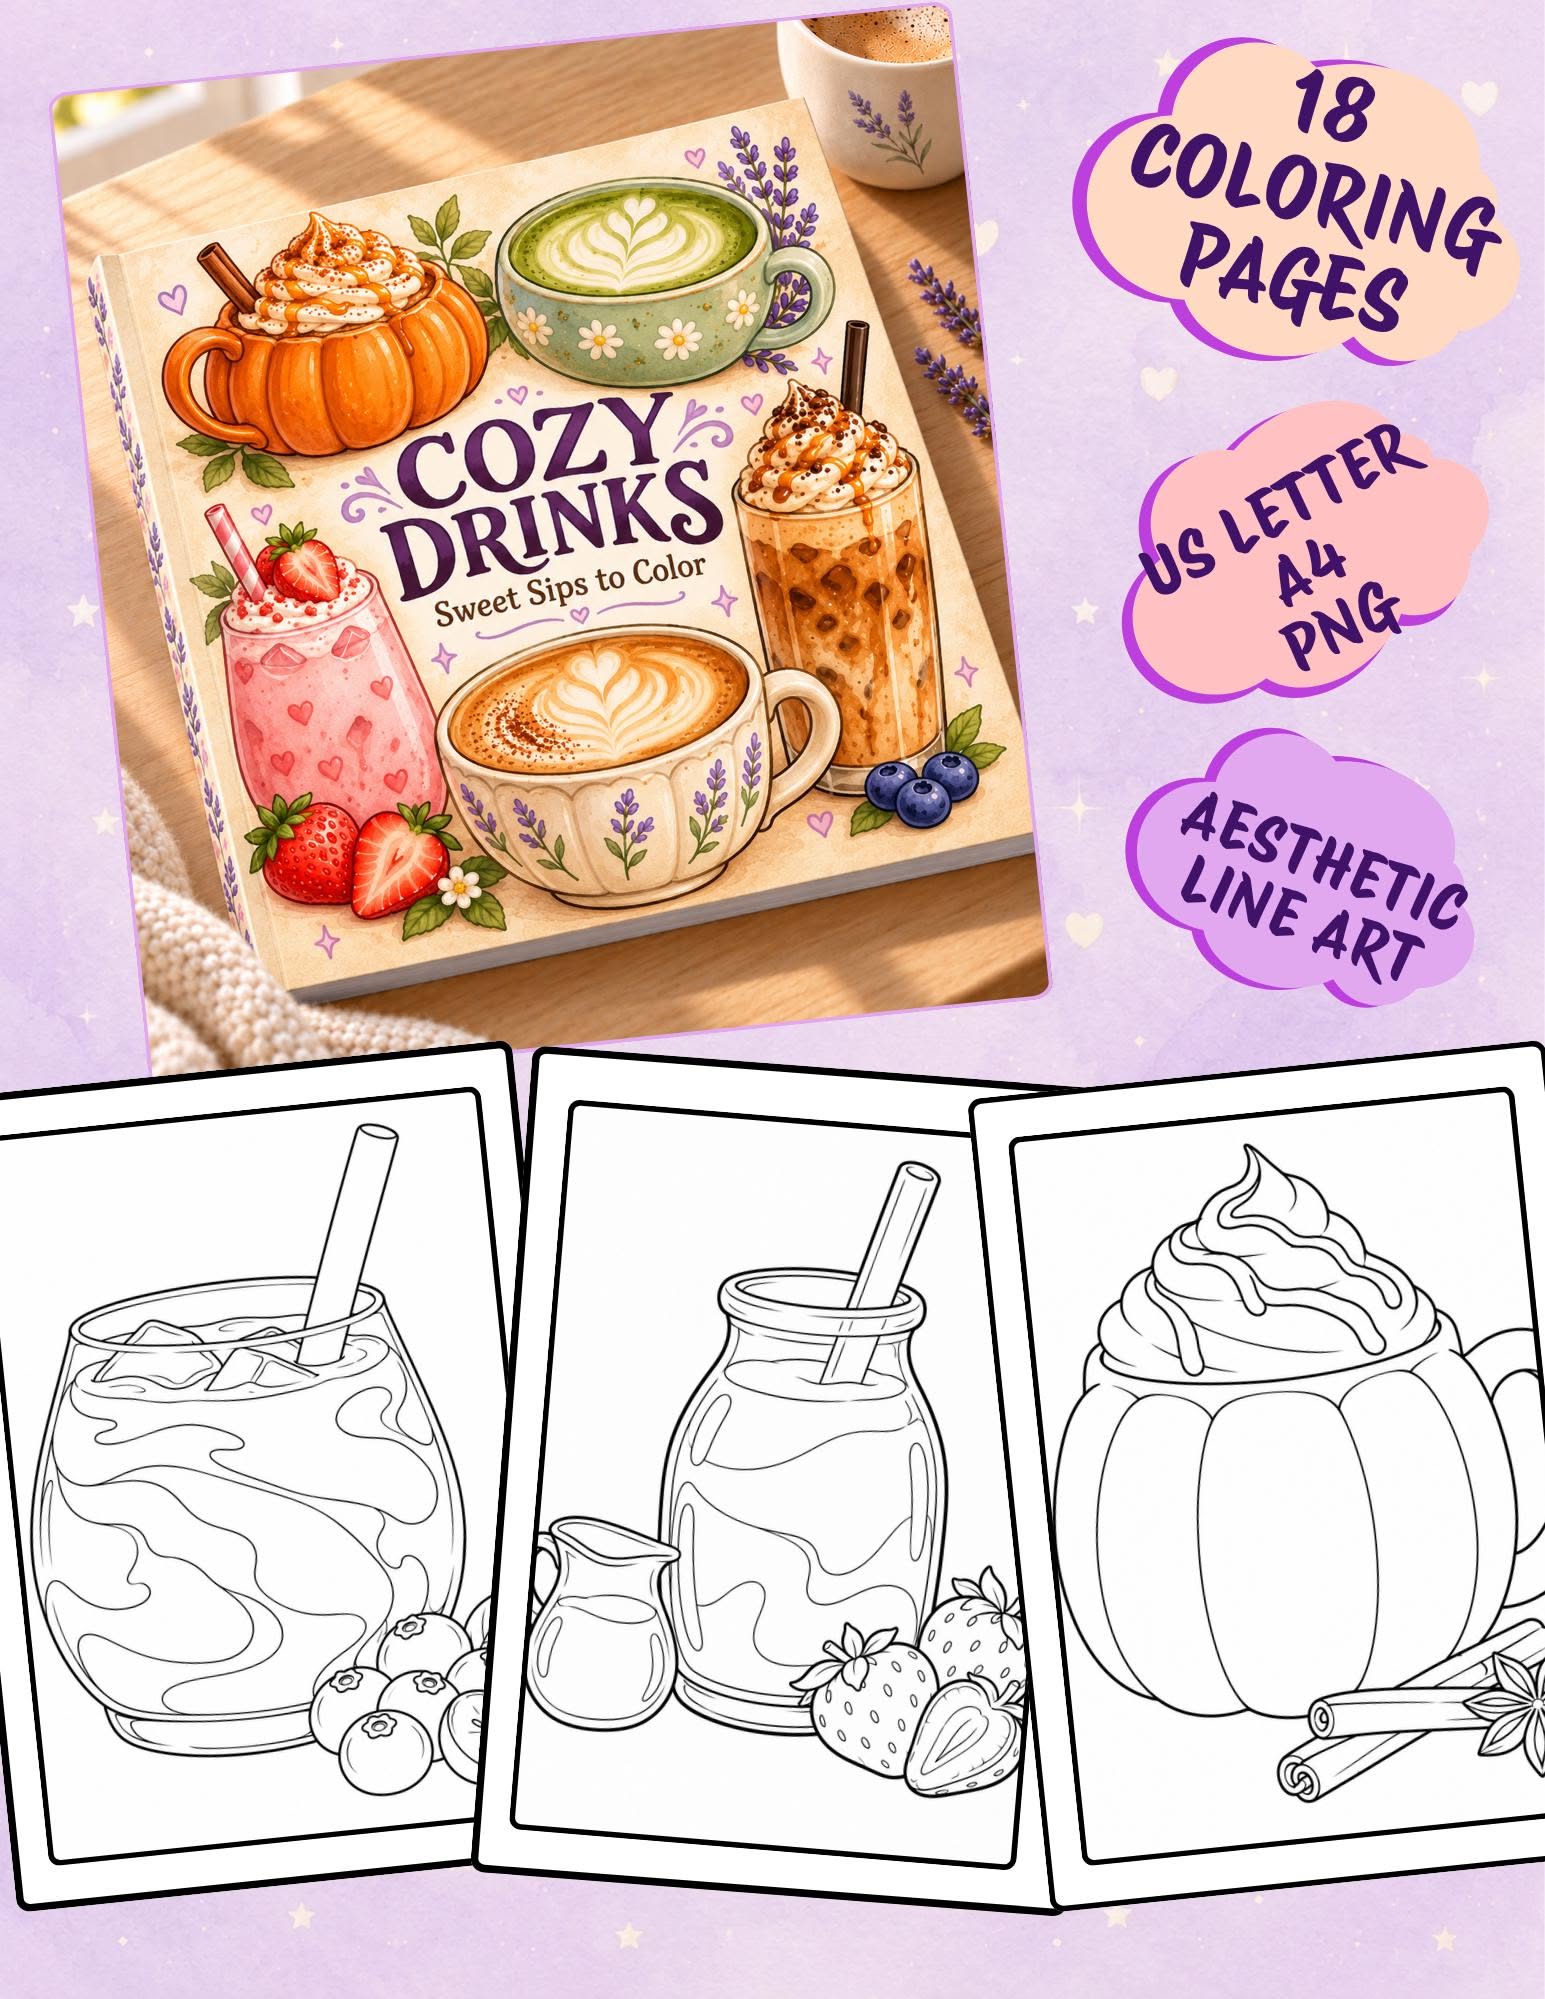 COZY
DRINKS
Sweet Sips to Color
18
COLORING
PAGES
US LETTER
A4
PNG
AESTHETIC
LINE ART